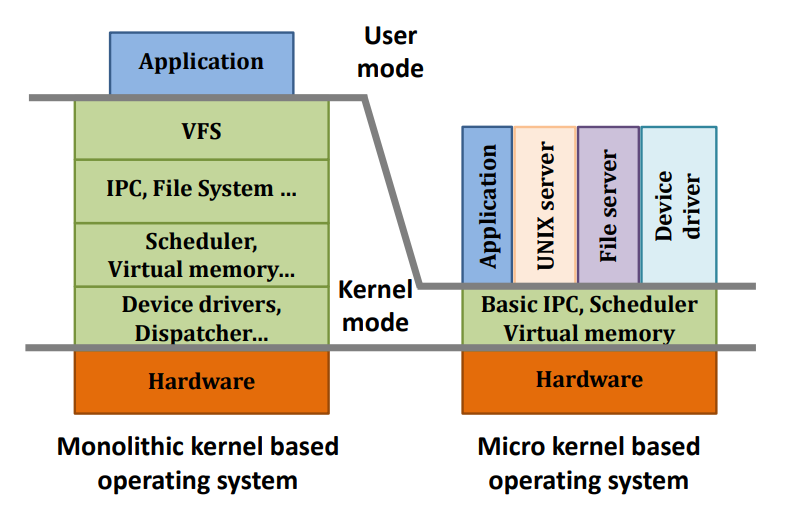 Application
User
mode
VFS
IPC, File System ...
Scheduler,
Virtual memory...
Device drivers,
Dispatcher...
Hardware
Kernel
mode
Application
UNIX server
File server
Device
driver
Basic IPC, Scheduler
Virtual memory
Hardware
Monolithic kernel based
operating system
Micro kernel based
operating system